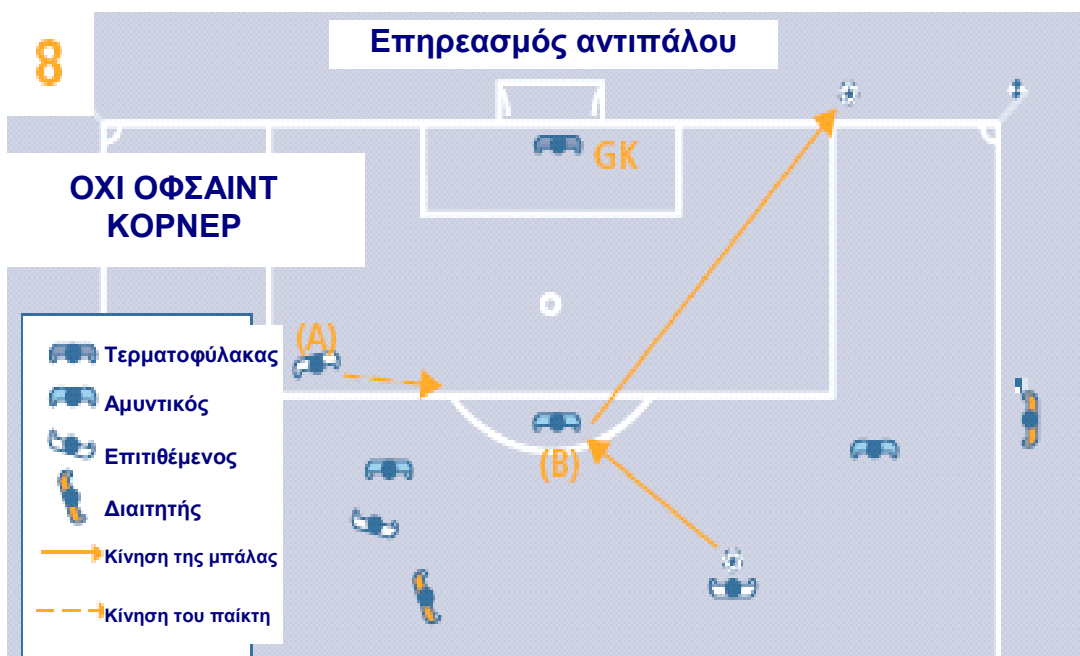 8
Επηρεασμός αντιπάλου
GK
ΟΧΙ ΟΦΣΑΙΝΤ
ΚΟΡΝΕΡ
(A)
Τερματοφύλακας
Αμυντικός
(B)
Επιτιθέμενος
Διαιτητής
Κίνηση της μπάλας
Κίνηση του παίκτη